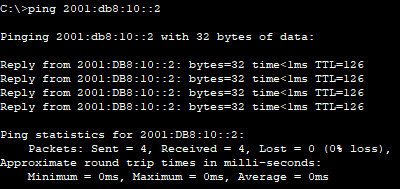 C:\>ping 2001:db8:10::2
Pinging 2001:db8:10::2 with 32 bytes of data:
Reply from 2001:DB8:10::2: bytes=32 time<1ms TTL=126
Reply from 2001:DB8:10::2: bytes=32 time<1ms TTL=126
Reply from 2001:DB8:10::2: bytes=32 time<1ms TTL=126
Reply from 2001:DB8:10::2: bytes=32 time<1ms TTL=126
Ping statistics for 2001:DB8:10::2:
Packets: Sent = 4, Received = 4, Lost = 0 (0% loss),
Approximate round trip times in milli-seconds:
Minimum = 0ms, Maximum = 0ms, Average = 0ms